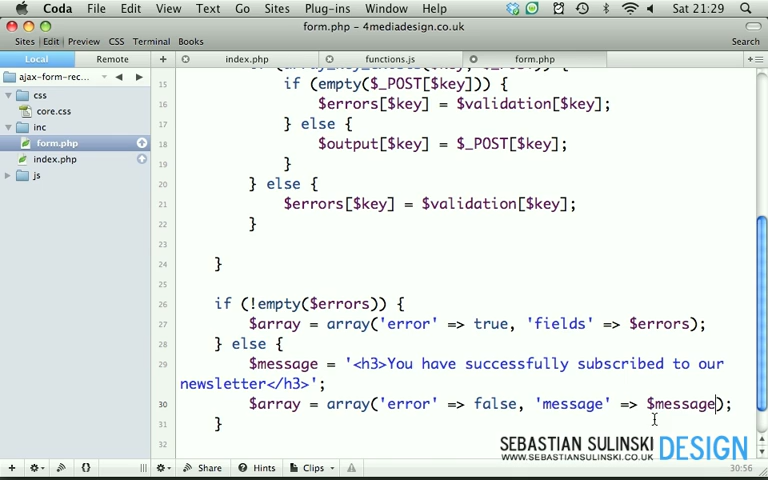 Coda File Edit View Text Go Sites Plug-ins Window Help Sat 21:29
form.php - 4mediadesign.co.uk
Sites Edit Preview CSS Terminal Books Search
Local Remote index.php functions.js form.php
ajax-form-rec...
css
core.css
inc
form.php
index.php
js
15 if (empty($_POST[$key])) {
16 $errors[$key] = $validation[$key];
17 } else {
18 $output[$key] = $_POST[$key];
19 }
20 } else {
21 $errors[$key] = $validation[$key];
22 }
23
24 }
25
26 if (!empty($errors)) {
27 $array = array('error' => true, 'fields' => $errors);
28 } else {
29 $message = '<h3>You have successfully subscribed to our
newsletter</h3>';
30 $array = array('error' => false, 'message' => $message);
31 }
32
SEBASTIAN SULINSKI DESIGN
WWW.SEBASTIANSULINSKI.CO.UK
Share Hints Clips 30:56